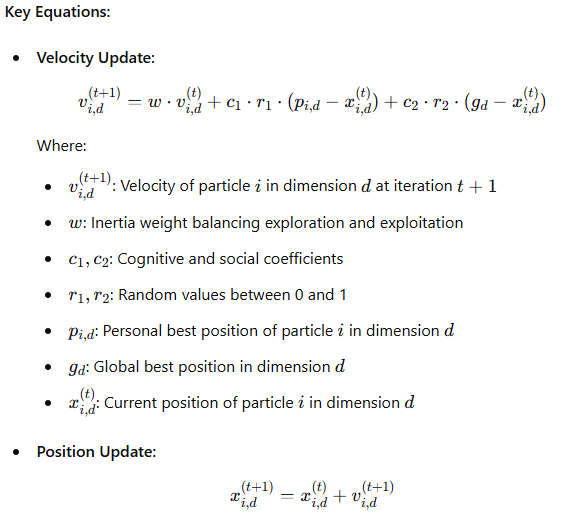 Key Equations:
• Velocity Update:
$v_{i,d}^{(t+1)} = w \cdot v_{i,d}^{(t)} + c_1 \cdot r_1 \cdot (p_{i,d} - x_{i,d}^{(t)}) + c_2 \cdot r_2 \cdot (g_d - x_{i,d}^{(t)})$
Where:
• $v_{i,d}^{(t+1)}$: Velocity of particle $i$ in dimension $d$ at iteration $t + 1$
• $w$: Inertia weight balancing exploration and exploitation
• $c_1, c_2$: Cognitive and social coefficients
• $r_1, r_2$: Random values between 0 and 1
• $p_{i,d}$: Personal best position of particle $i$ in dimension $d$
• $g_d$: Global best position in dimension $d$
• $x_{i,d}^{(t)}$: Current position of particle $i$ in dimension $d$
• Position Update:
$x_{i,d}^{(t+1)} = x_{i,d}^{(t)} + v_{i,d}^{(t+1)}$